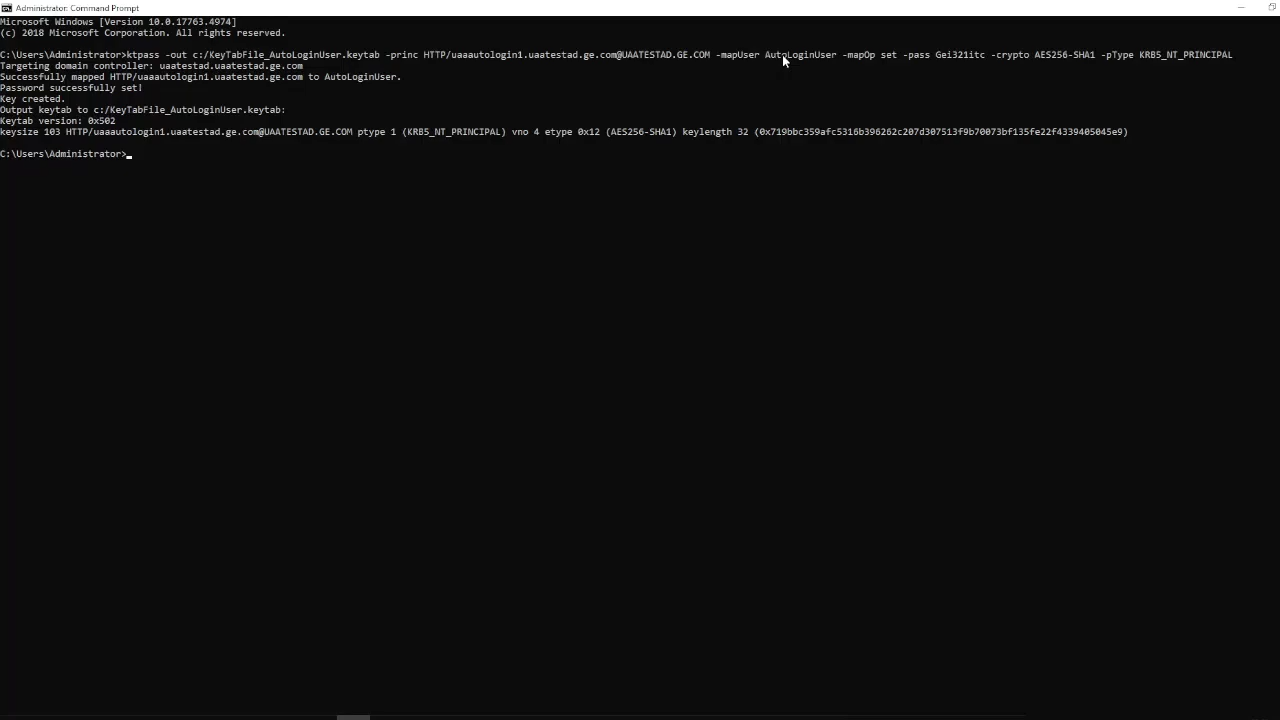 Administrator: Command Prompt
Microsoft Windows [Version 10.0.17763.4974]
(c) 2018 Microsoft Corporation. All rights reserved.
C:\Users\Administrator>ktpass -out c:/KeyTabFile_AutoLoginUser.keytab -princ HTTP/uaaautologin1.uaatestad.ge.com@UAATESTAD.GE.COM -mapUser AutoLoginUser -mapOp set -pass Gei321itc -crypto AES256-SHA1 -pType KRB5_NT_PRINCIPAL
Targeting domain controller: uaatestad.uaatestad.ge.com
Successfully mapped HTTP/uaaautologin1.uaatestad.ge.com to AutoLoginUser.
Password successfully set!
Key created.
Output keytab to c:/KeyTabFile_AutoLoginUser.keytab:
Keytab version: 0x502
keysize 103 HTTP/uaaautologin1.uaatestad.ge.com@UAATESTAD.GE.COM ptype 1 (KRB5_NT_PRINCIPAL) vno 4 etype 0x12 (AES256-SHA1) keylength 32 (0x719bbc359afc5316b396262c207d307513f9b70073bf135fe22f4339405045e9)
C:\Users\Administrator>